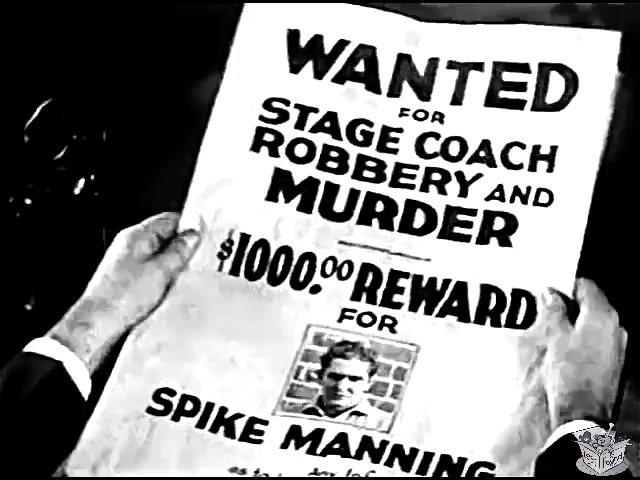 WANTED
FOR
STAGE COACH
ROBBERY AND
MURDER
$1000.00 REWARD
FOR
SPIKE MANNING